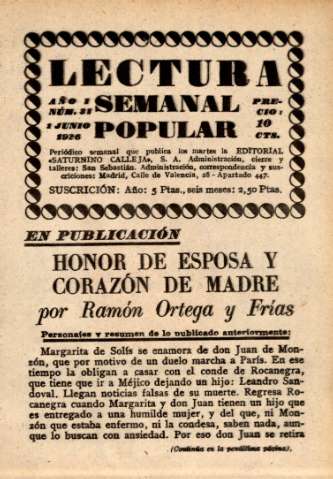 LECTURA
AÑO I
NÚM. 31
1 JUNIO
1926
SEMANAL
POPULAR
PRE-
CIO:
10
CTS.
Periódico semanal que publica los martes la EDITORIAL
«SATURNINO CALLEJA», S. A. Administración, cierre y
talleres: San Sebastián. Administración, correspondencia y sus-
criciones: Madrid, Calle de Valencia, 28 - Apartado 447.
SUSCRICIÓN: Año: 5 Ptas., seis meses: 2,50 Ptas.
EN PUBLICACIÓN
HONOR DE ESPOSA Y
CORAZÓN DE MADRE
por Ramón Ortega y Frías
Personajes y resumen de lo publicado anteriormente:
Margarita de Solís se enamora de don Juan de Mon-
zón, que por motivo de un duelo marcha a París. En ese
tiempo la obligan a casar con el conde de Rocanegra,
que tiene que ir a Méjico dejando un hijo: Leandro San-
doval. Llegan noticias falsas de su muerte. Regresa Ro-
canegra cuando Margarita y don Juan tienen un hijo que
es entregado a una humilde mujer, y del que, ni Mon-
zón que estaba enfermo, ni la condesa, saben nada, aun-
que lo buscan con ansiedad. Por eso don Juan se retira
(Continúa en la penúltima página).